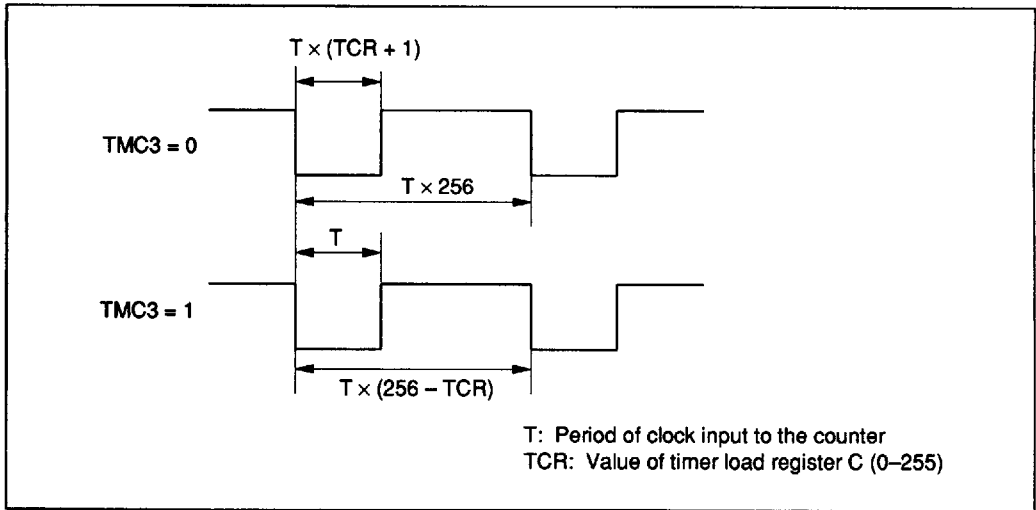 T × (TCR + 1)
TMC3 = 0
T × 256
T
TMC3 = 1
T × (256 – TCR)
T: Period of clock input to the counter
TCR: Value of timer load register C (0–255)